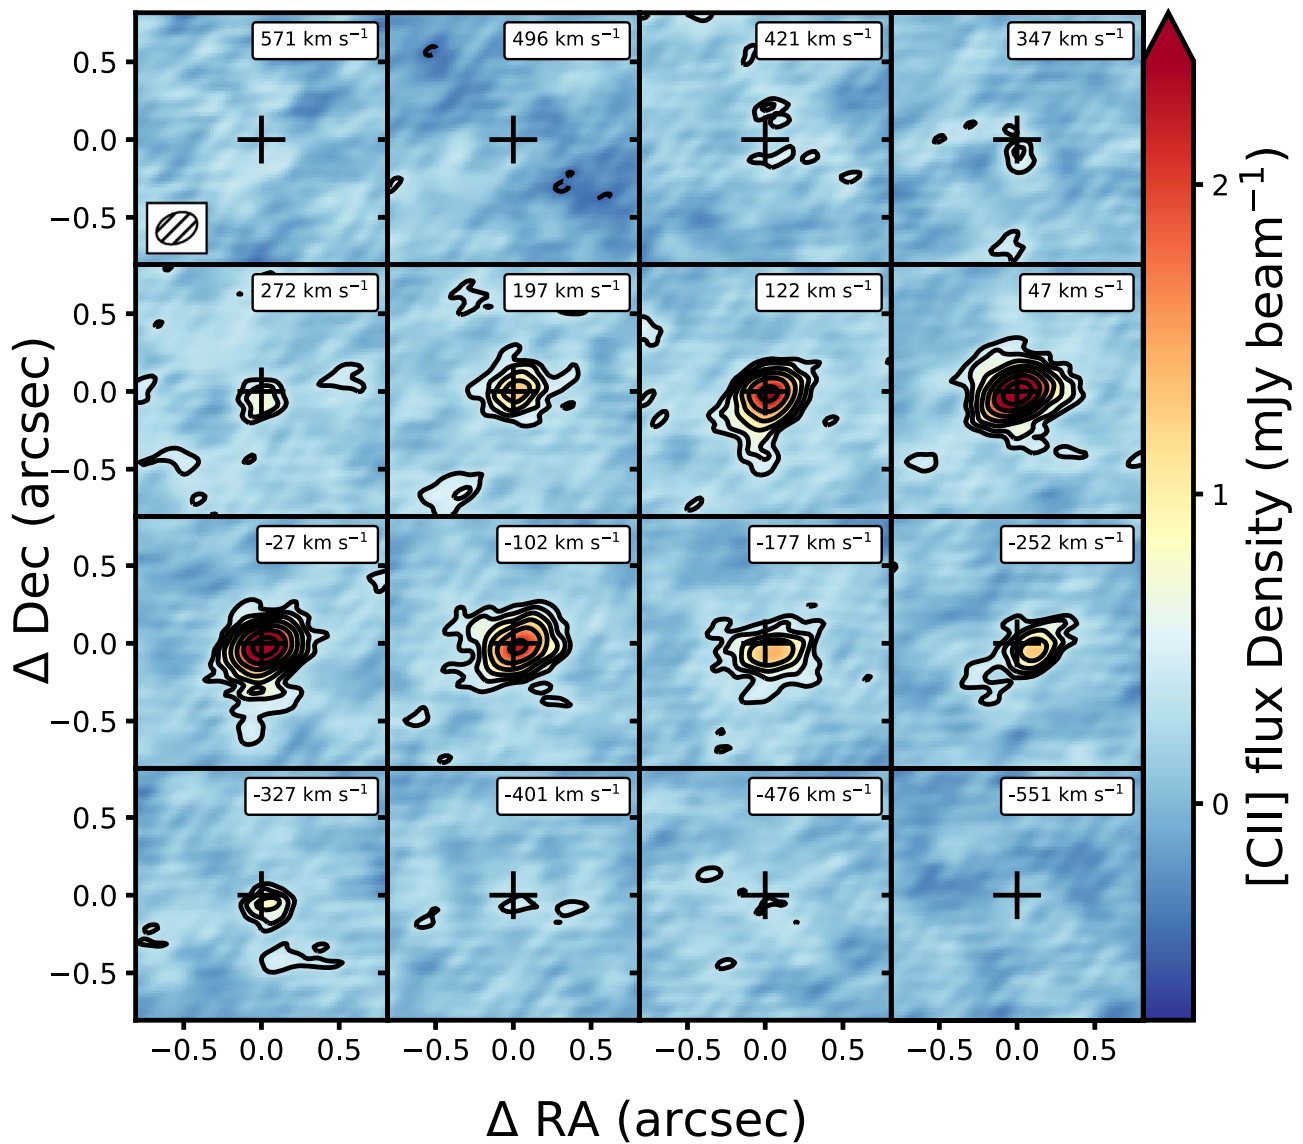 571 km s⁻¹
496 km s⁻¹
421 km s⁻¹
347 km s⁻¹
0.5
0.0
−0.5
272 km s⁻¹
197 km s⁻¹
122 km s⁻¹
47 km s⁻¹
0.5
0.0
−0.5
-27 km s⁻¹
-102 km s⁻¹
-177 km s⁻¹
-252 km s⁻¹
0.5
0.0
−0.5
-327 km s⁻¹
-401 km s⁻¹
-476 km s⁻¹
-551 km s⁻¹
0.5
0.0
−0.5
−0.5 0.0 0.5
−0.5 0.0 0.5
−0.5 0.0 0.5
−0.5 0.0 0.5
Δ RA (arcsec)
Δ Dec (arcsec)
2
1
0
[CII] flux Density (mJy beam⁻¹)